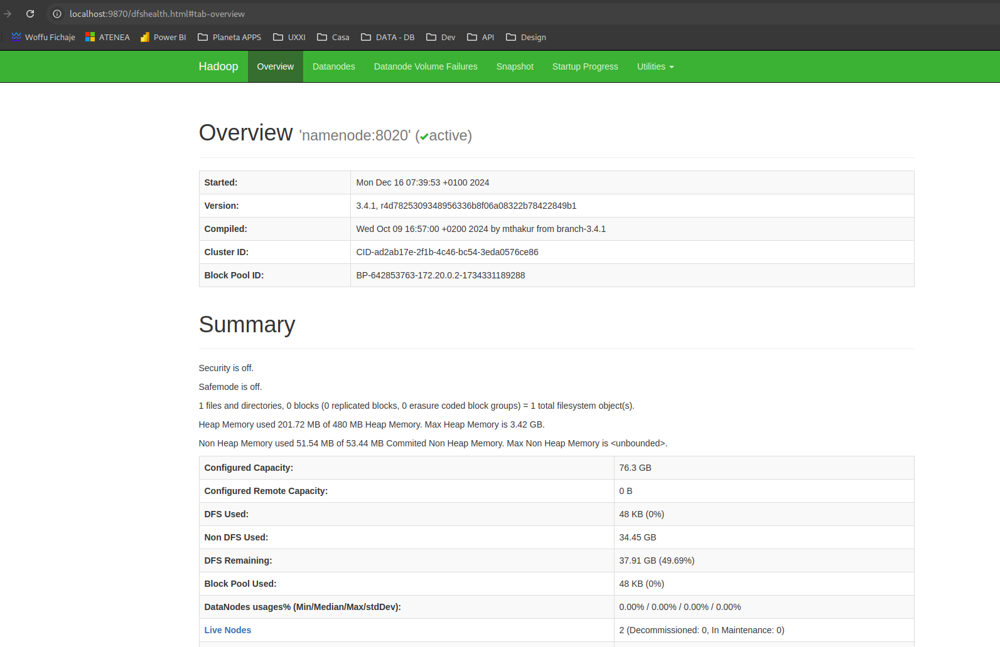 localhost:9870/dfshealth.html#tab-overview
Woffu Fichaje ATENEA Power BI Planeta APPS UXXI Casa DATA - DB Dev API Design
Hadoop Overview Datanodes Datanode Volume Failures Snapshot Startup Progress Utilities
Overview 'namenode:8020' (✔active)
Started: Mon Dec 16 07:39:53 +0100 2024
Version: 3.4.1, r4d7825309348956336b8f06a08322b78422849b1
Compiled: Wed Oct 09 16:57:00 +0200 2024 by mthakur from branch-3.4.1
Cluster ID: CID-ad2ab17e-2f1b-4c46-bc54-3eda0576ce86
Block Pool ID: BP-642853763-172.20.0.2-1734331189288
Summary
Security is off.
Safemode is off.
1 files and directories, 0 blocks (0 replicated blocks, 0 erasure coded block groups) = 1 total filesystem object(s).
Heap Memory used 201.72 MB of 480 MB Heap Memory. Max Heap Memory is 3.42 GB.
Non Heap Memory used 51.54 MB of 53.44 MB Commited Non Heap Memory. Max Non Heap Memory is <unbounded>.
Configured Capacity: 76.3 GB
Configured Remote Capacity: 0 B
DFS Used: 48 KB (0%)
Non DFS Used: 34.45 GB
DFS Remaining: 37.91 GB (49.69%)
Block Pool Used: 48 KB (0%)
DataNodes usages% (Min/Median/Max/stdDev): 0.00% / 0.00% / 0.00% / 0.00%
Live Nodes 2 (Decommissioned: 0, In Maintenance: 0)